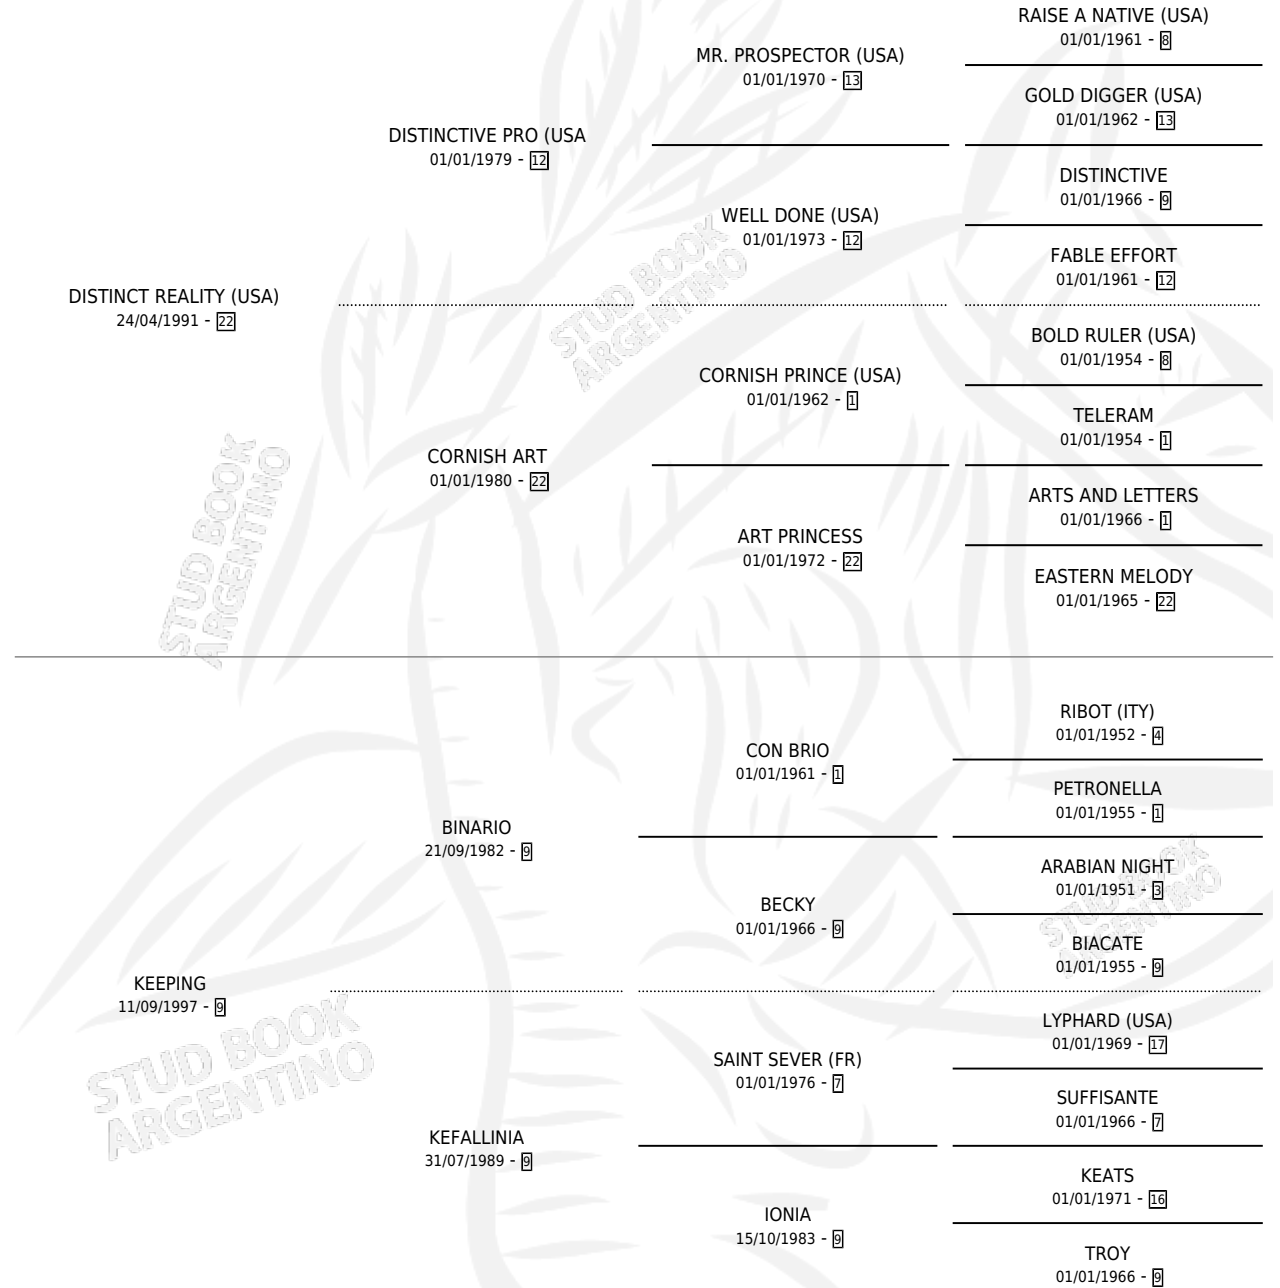 RAISE A NATIVE (USA)
01/01/1961 - 8
MR. PROSPECTOR (USA)
01/01/1970 - 13
GOLD DIGGER (USA)
01/01/1962 - 13
DISTINCTIVE PRO (USA
01/01/1979 - 12
DISTINCTIVE
01/01/1966 - 9
WELL DONE (USA)
01/01/1973 - 12
FABLE EFFORT
01/01/1961 - 12
DISTINCT REALITY (USA)
24/04/1991 - 22
STUD BOOK
ARGENTINO
BOLD RULER (USA)
01/01/1954 - 8
CORNISH PRINCE (USA)
01/01/1962 - 1
TELERAM
01/01/1954 - 1
CORNISH ART
01/01/1980 - 22
ARTS AND LETTERS
01/01/1966 - 1
ART PRINCESS
01/01/1972 - 22
EASTERN MELODY
01/01/1965 - 22
STUD BOOK
ARGENTINO
RIBOT (ITY)
01/01/1952 - 4
CON BRIO
01/01/1961 - 1
PETRONELLA
01/01/1955 - 1
BINARIO
21/09/1982 - 9
ARABIAN NIGHT
01/01/1951 - 3
BECKY
01/01/1966 - 9
STUD BOOK
ARGENTINO
BIACATE
01/01/1955 - 9
KEEPING
11/09/1997 - 9
LYPHARD (USA)
01/01/1969 - 17
SAINT SEVER (FR)
01/01/1976 - 7
STUD BOOK
ARGENTINO
SUFFISANTE
01/01/1966 - 7
KEFALLINIA
31/07/1989 - 9
KEATS
01/01/1971 - 16
IONIA
15/10/1983 - 9
TROY
01/01/1966 - 9